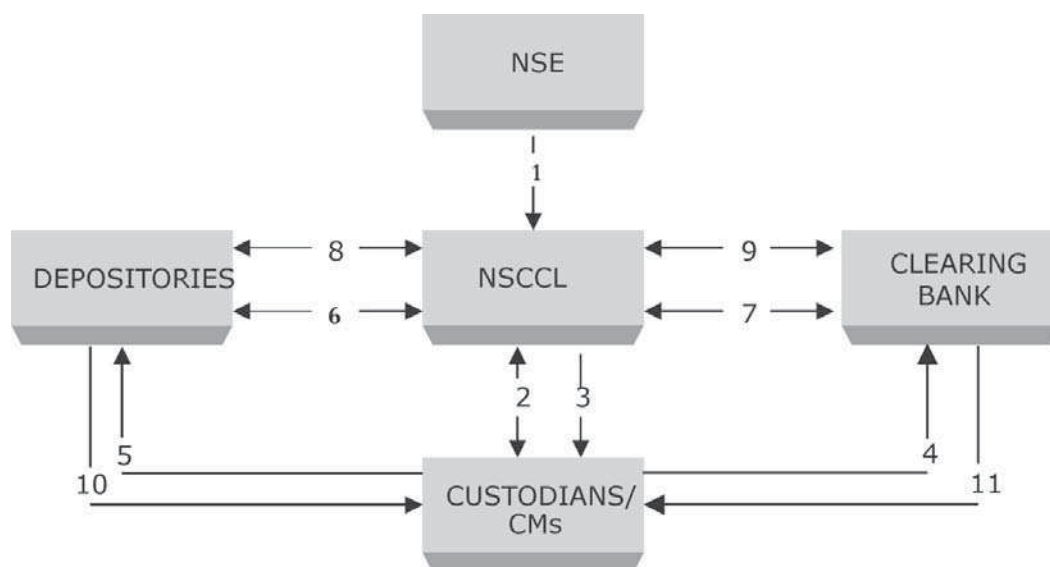 NSE
1
8
9
DEPOSITORIES
NSCCL
CLEARING
BANK
6
7
2
3
5
4
10
11
CUSTODIANS/
CMs